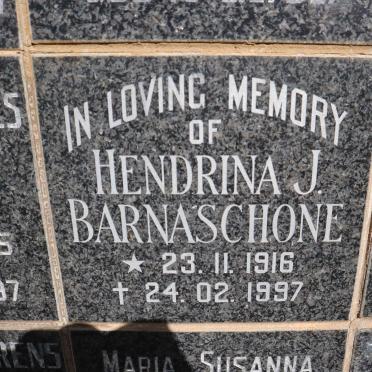 IN LOVING MEMORY
OF
HENDRINA J.
BARNASCHONE
★ 23. 11. 1916
✝ 24. 02. 1997
MARIA SUSANNA